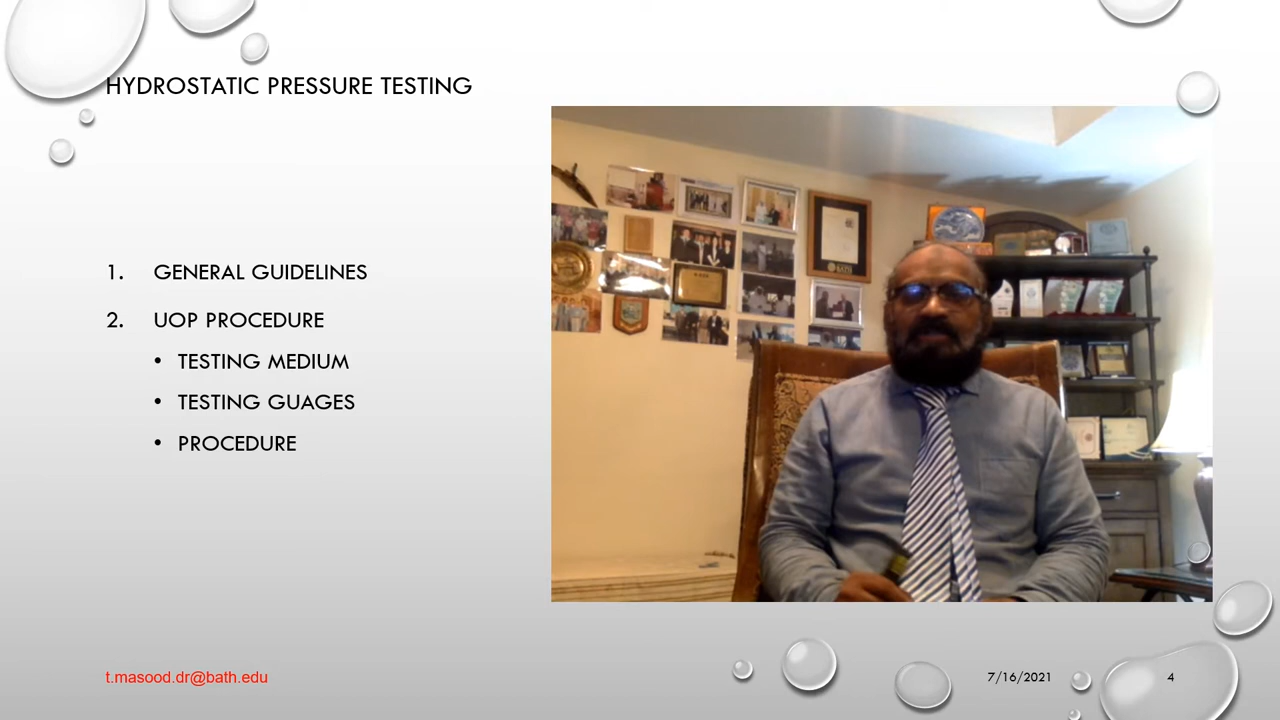 HYDROSTATIC PRESSURE TESTING
1. GENERAL GUIDELINES
2. UOP PROCEDURE
• TESTING MEDIUM
• TESTING GUAGES
• PROCEDURE
t.masood.dr@bath.edu
7/16/2021
4